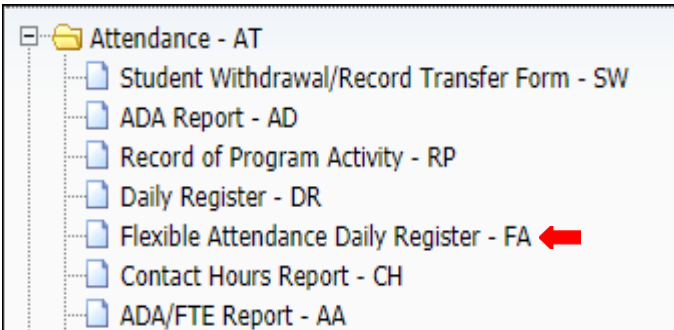 Attendance - AT
Student Withdrawal/Record Transfer Form - SW
ADA Report - AD
Record of Program Activity - RP
Daily Register - DR
Flexible Attendance Daily Register - FA
Contact Hours Report - CH
ADA/FTE Report - AA